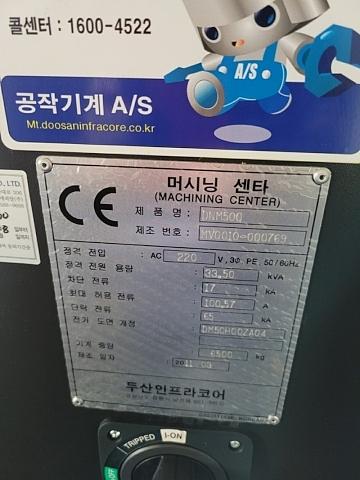 콜센터 : 1600-4522
A/S
공작기계 A/S
Mt.doosaninfracore.co.kr
CE
머시닝 센타
(MACHINING CENTER)
제 품 명 : DNM500
제조 번호 : MV0010-000769
정격 전압 : AC 220 V, 3Φ PE, 50/60Hz
정격 전원 용량 : 33.50 kVA
차단 전류 : 17 kA
최대 허용 전류 : 100.57 A
단락 전류 : 65 kA
전기 도면 개정 : DM50H00ZA04
기계 중량 : 6500 kg
제조 일자 : 2011.08
두산인프라코어
TRIPPED
I-ON